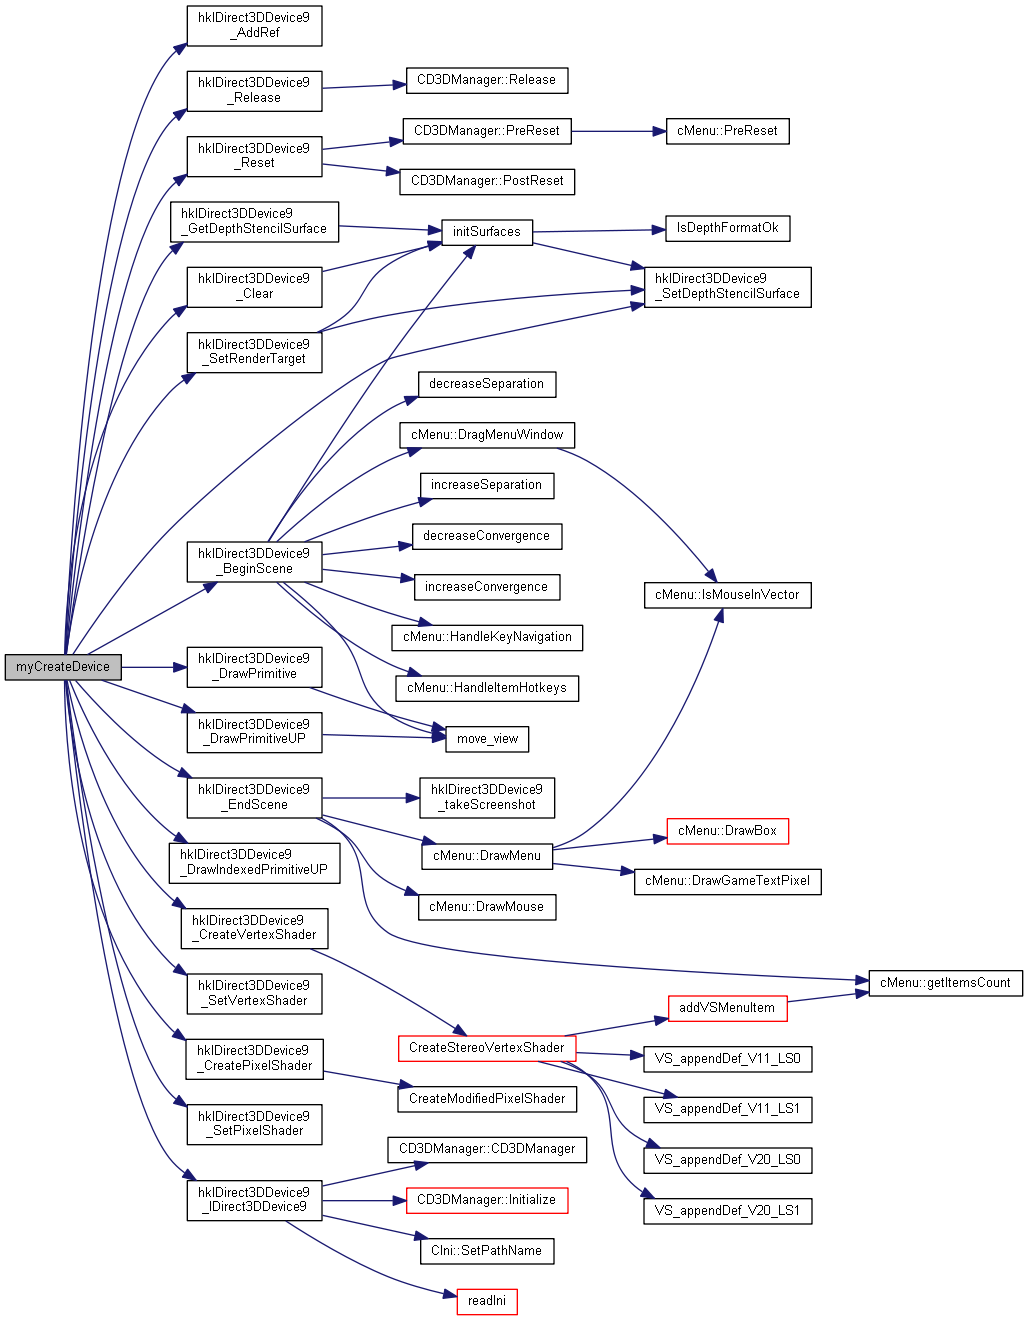 hkIDirect3DDevice9
_AddRef
hkIDirect3DDevice9
_Release
CD3DManager::Release
hkIDirect3DDevice9
_Reset
CD3DManager::PreReset
cMenu::PreReset
CD3DManager::PostReset
hkIDirect3DDevice9
_GetDepthStencilSurface
initSurfaces
IsDepthFormatOk
hkIDirect3DDevice9
_Clear
hkIDirect3DDevice9
_SetDepthStencilSurface
hkIDirect3DDevice9
_SetRenderTarget
decreaseSeparation
cMenu::DragMenuWindow
increaseSeparation
decreaseConvergence
hkIDirect3DDevice9
_BeginScene
increaseConvergence
cMenu::IsMouseInVector
cMenu::HandleKeyNavigation
myCreateDevice
hkIDirect3DDevice9
_DrawPrimitive
cMenu::HandleItemHotkeys
hkIDirect3DDevice9
_DrawPrimitiveUP
move_view
hkIDirect3DDevice9
_EndScene
hkIDirect3DDevice9
_takeScreenshot
cMenu::DrawBox
hkIDirect3DDevice9
_DrawIndexedPrimitiveUP
cMenu::DrawMenu
cMenu::DrawGameTextPixel
cMenu::DrawMouse
hkIDirect3DDevice9
_CreateVertexShader
cMenu::getItemsCount
hkIDirect3DDevice9
_SetVertexShader
addVSMenuItem
CreateStereoVertexShader
hkIDirect3DDevice9
_CreatePixelShader
VS_appendDef_V11_LS0
CreateModifiedPixelShader
VS_appendDef_V11_LS1
hkIDirect3DDevice9
_SetPixelShader
CD3DManager::CD3DManager
VS_appendDef_V20_LS0
hkIDirect3DDevice9
_IDirect3DDevice9
CD3DManager::Initialize
VS_appendDef_V20_LS1
CIni::SetPathName
readIni